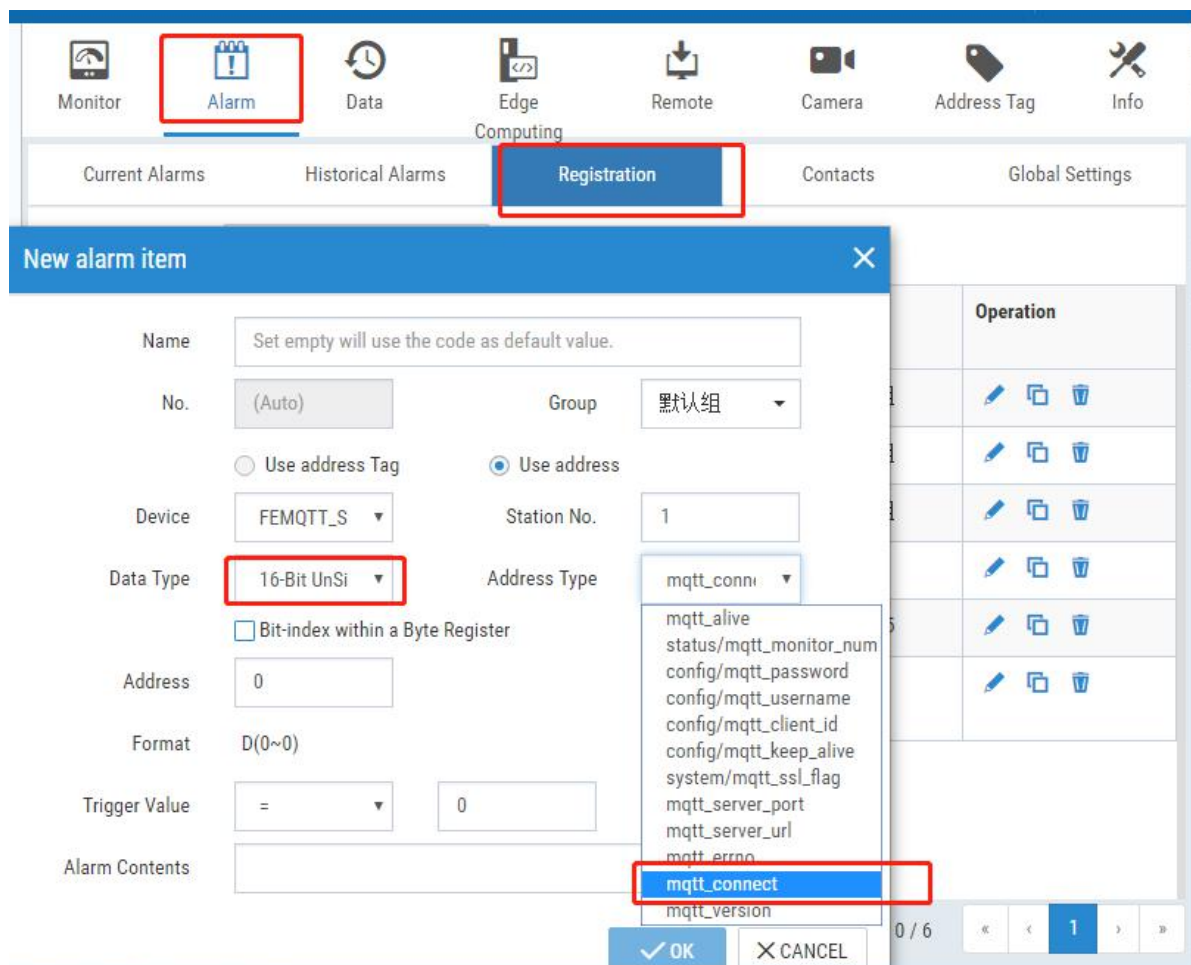 Monitor Alarm Data Edge Computing Remote Camera Address Tag Info
Current Alarms Historical Alarms Registration Contacts Global Settings
New alarm item
Operation
Name Set empty will use the code as default value.
No. (Auto) Group 默认组
Use address Tag Use address
Device FEMQTT_S Station No. 1
Data Type 16-Bit UnSi Address Type mqtt_conn
Bit-index within a Byte Register
Address 0
Format D(0~0)
Trigger Value = 0
Alarm Contents
mqtt_alive
status/mqtt_monitor_num
config/mqtt_password
config/mqtt_username
config/mqtt_client_id
config/mqtt_keep_alive
system/mqtt_ssl_flag
mqtt_server_port
mqtt_server_url
mqtt_errno
mqtt_connect
mqtt_version
0 / 6 « ‹ 1 › »
OK CANCEL